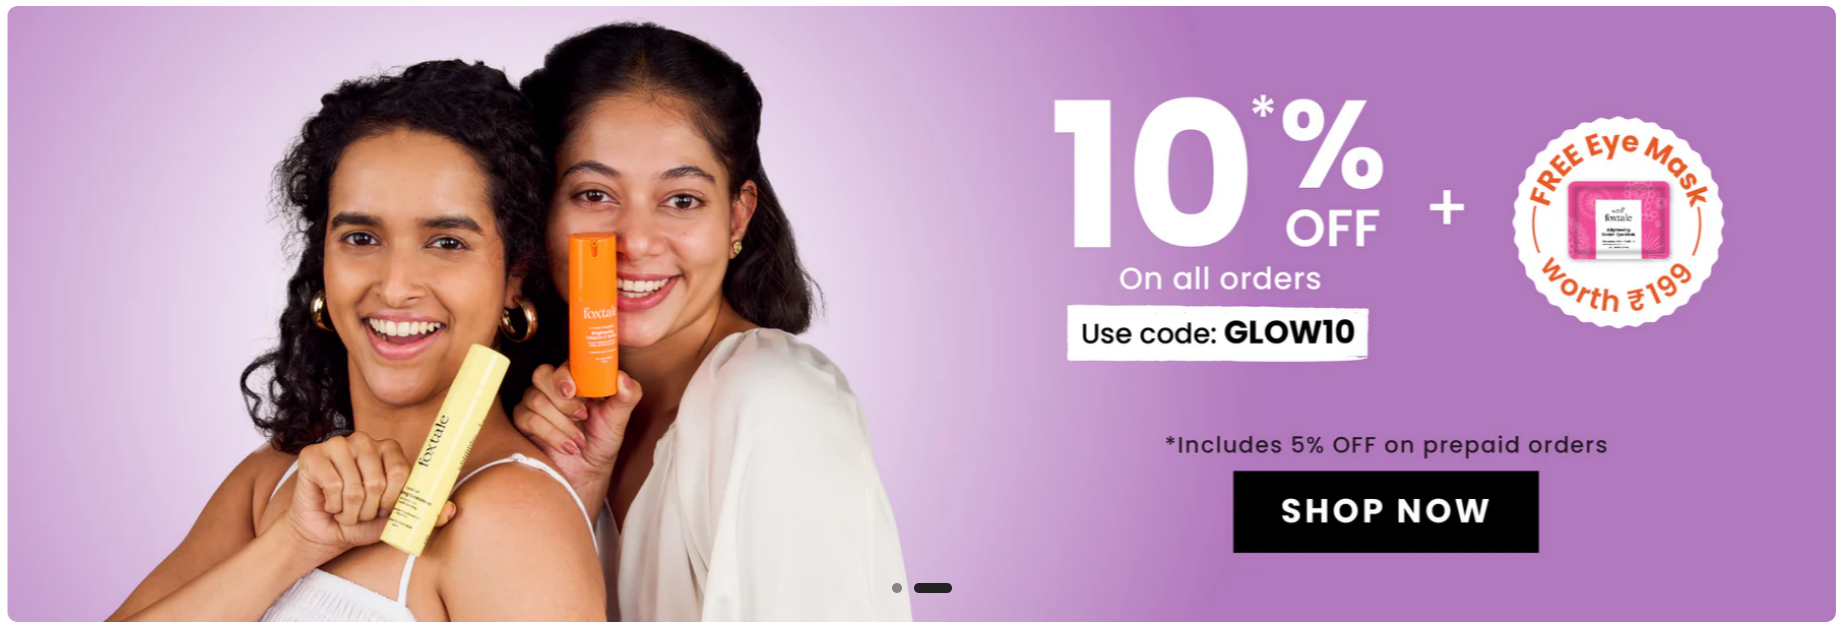 10*%
OFF
On all orders
Use code: GLOW10
+
FREE Eye Mask
foxtale
worth ₹199
*Includes 5% OFF on prepaid orders
SHOP NOW
foxtale
foxtale